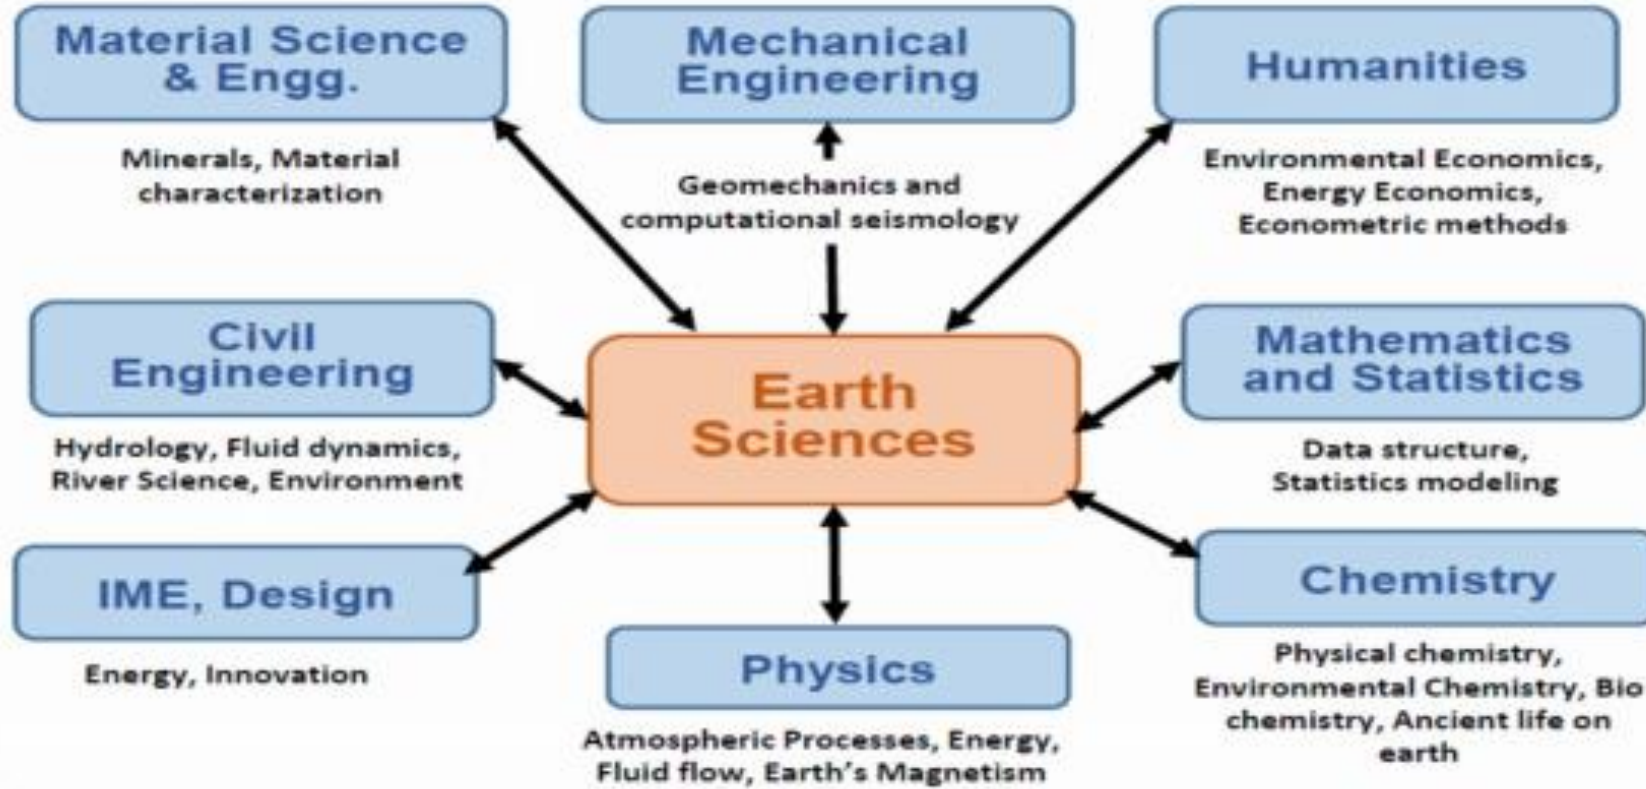 Material Science
& Engg.
Minerals, Material
characterization
Mechanical
Engineering
Geomechanics and
computational seismology
Humanities
Environmental Economics,
Energy Economics,
Econometric methods
Civil
Engineering
Hydrology, Fluid dynamics,
River Science, Environment
Earth
Sciences
Mathematics
and Statistics
Data structure,
Statistics modeling
IME, Design
Energy, Innovation
Physics
Atmospheric Processes, Energy,
Fluid flow, Earth's Magnetism
Chemistry
Physical chemistry,
Environmental Chemistry, Bio
chemistry, Ancient life on
earth